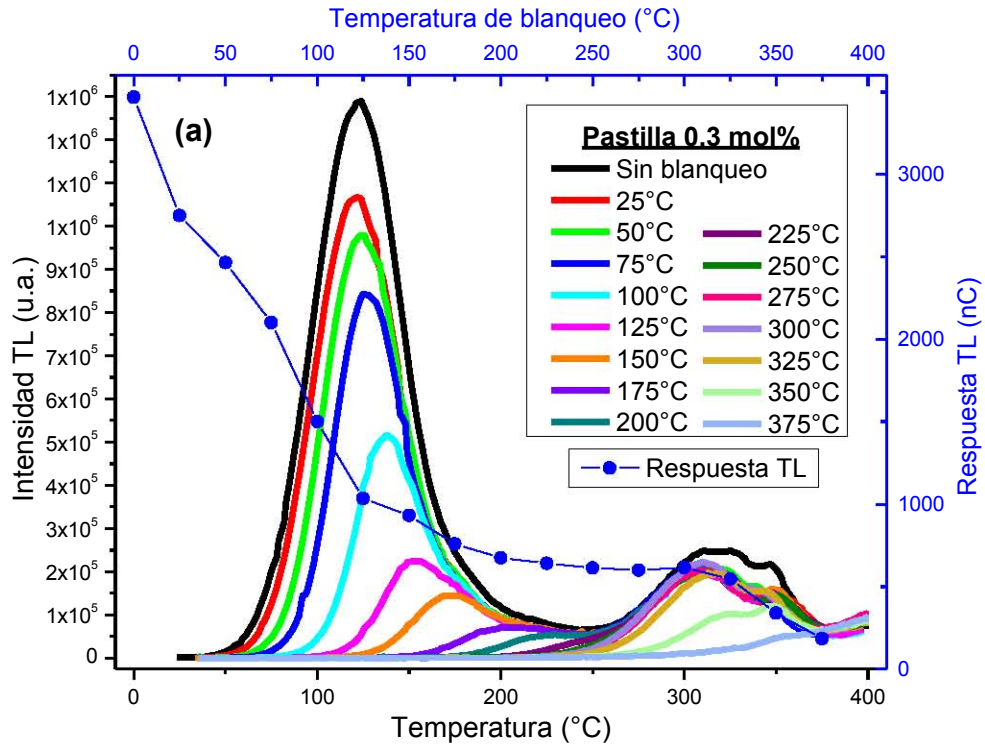 Temperatura de blanqueo (°C)
0 50 100 150 200 250 300 350 400
(a)
Intensidad TL (u.a.)
1x10⁶
1x10⁶
1x10⁶
1x10⁶
9x10⁵
8x10⁵
7x10⁵
6x10⁵
5x10⁵
4x10⁵
3x10⁵
2x10⁵
1x10⁵
0
Pastilla 0.3 mol%
Sin blanqueo
25°C
50°C
75°C
100°C
125°C
150°C
175°C
200°C
225°C
250°C
275°C
300°C
325°C
350°C
375°C
Respuesta TL
3000
2000
1000
0
Respuesta TL (nC)
0 100 200 300 400
Temperatura (°C)